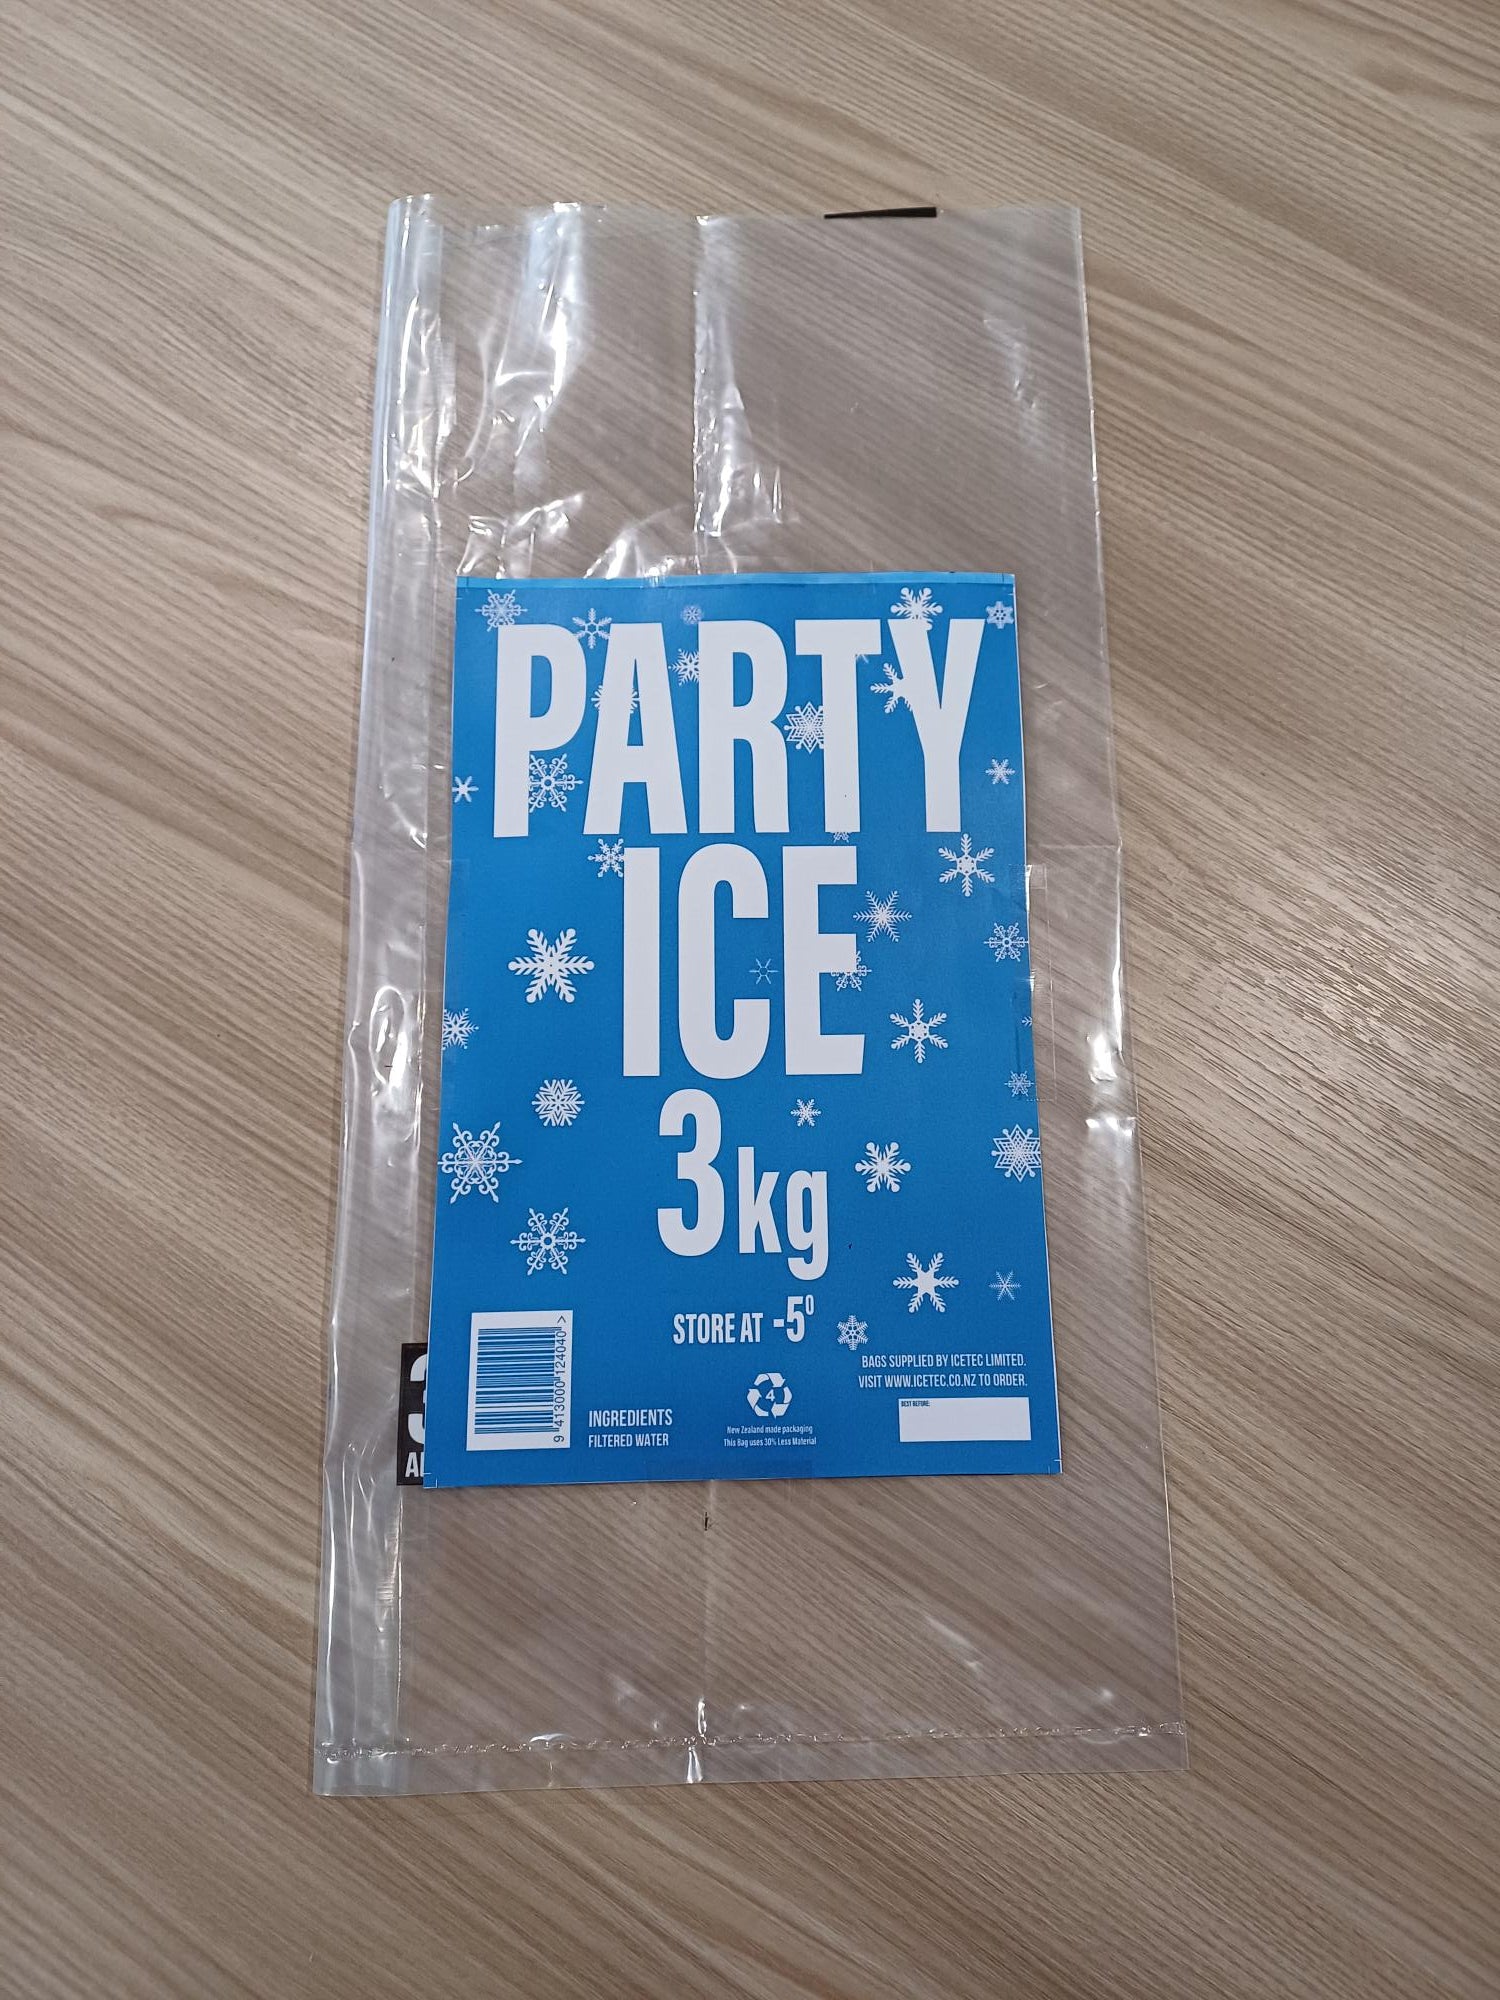 PARTY
ICE
3kg
STORE AT -5⁰
9 413000 124040 >
INGREDIENTS
FILTERED WATER
4
New Zealand made packaging
This Bag uses 30% Less Material
BAGS SUPPLIED BY ICETEC LIMITED.
VISIT WWW.ICETEC.CO.NZ TO ORDER.
BEST BEFORE: